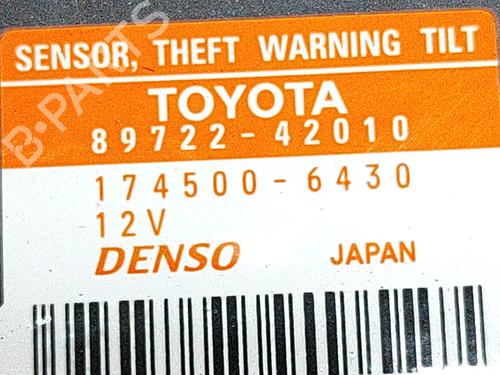 SENSOR, THEFT WARNING TILT
TOYOTA
89722-42010
174500-6430
12V
DENSO JAPAN
B-PARTS